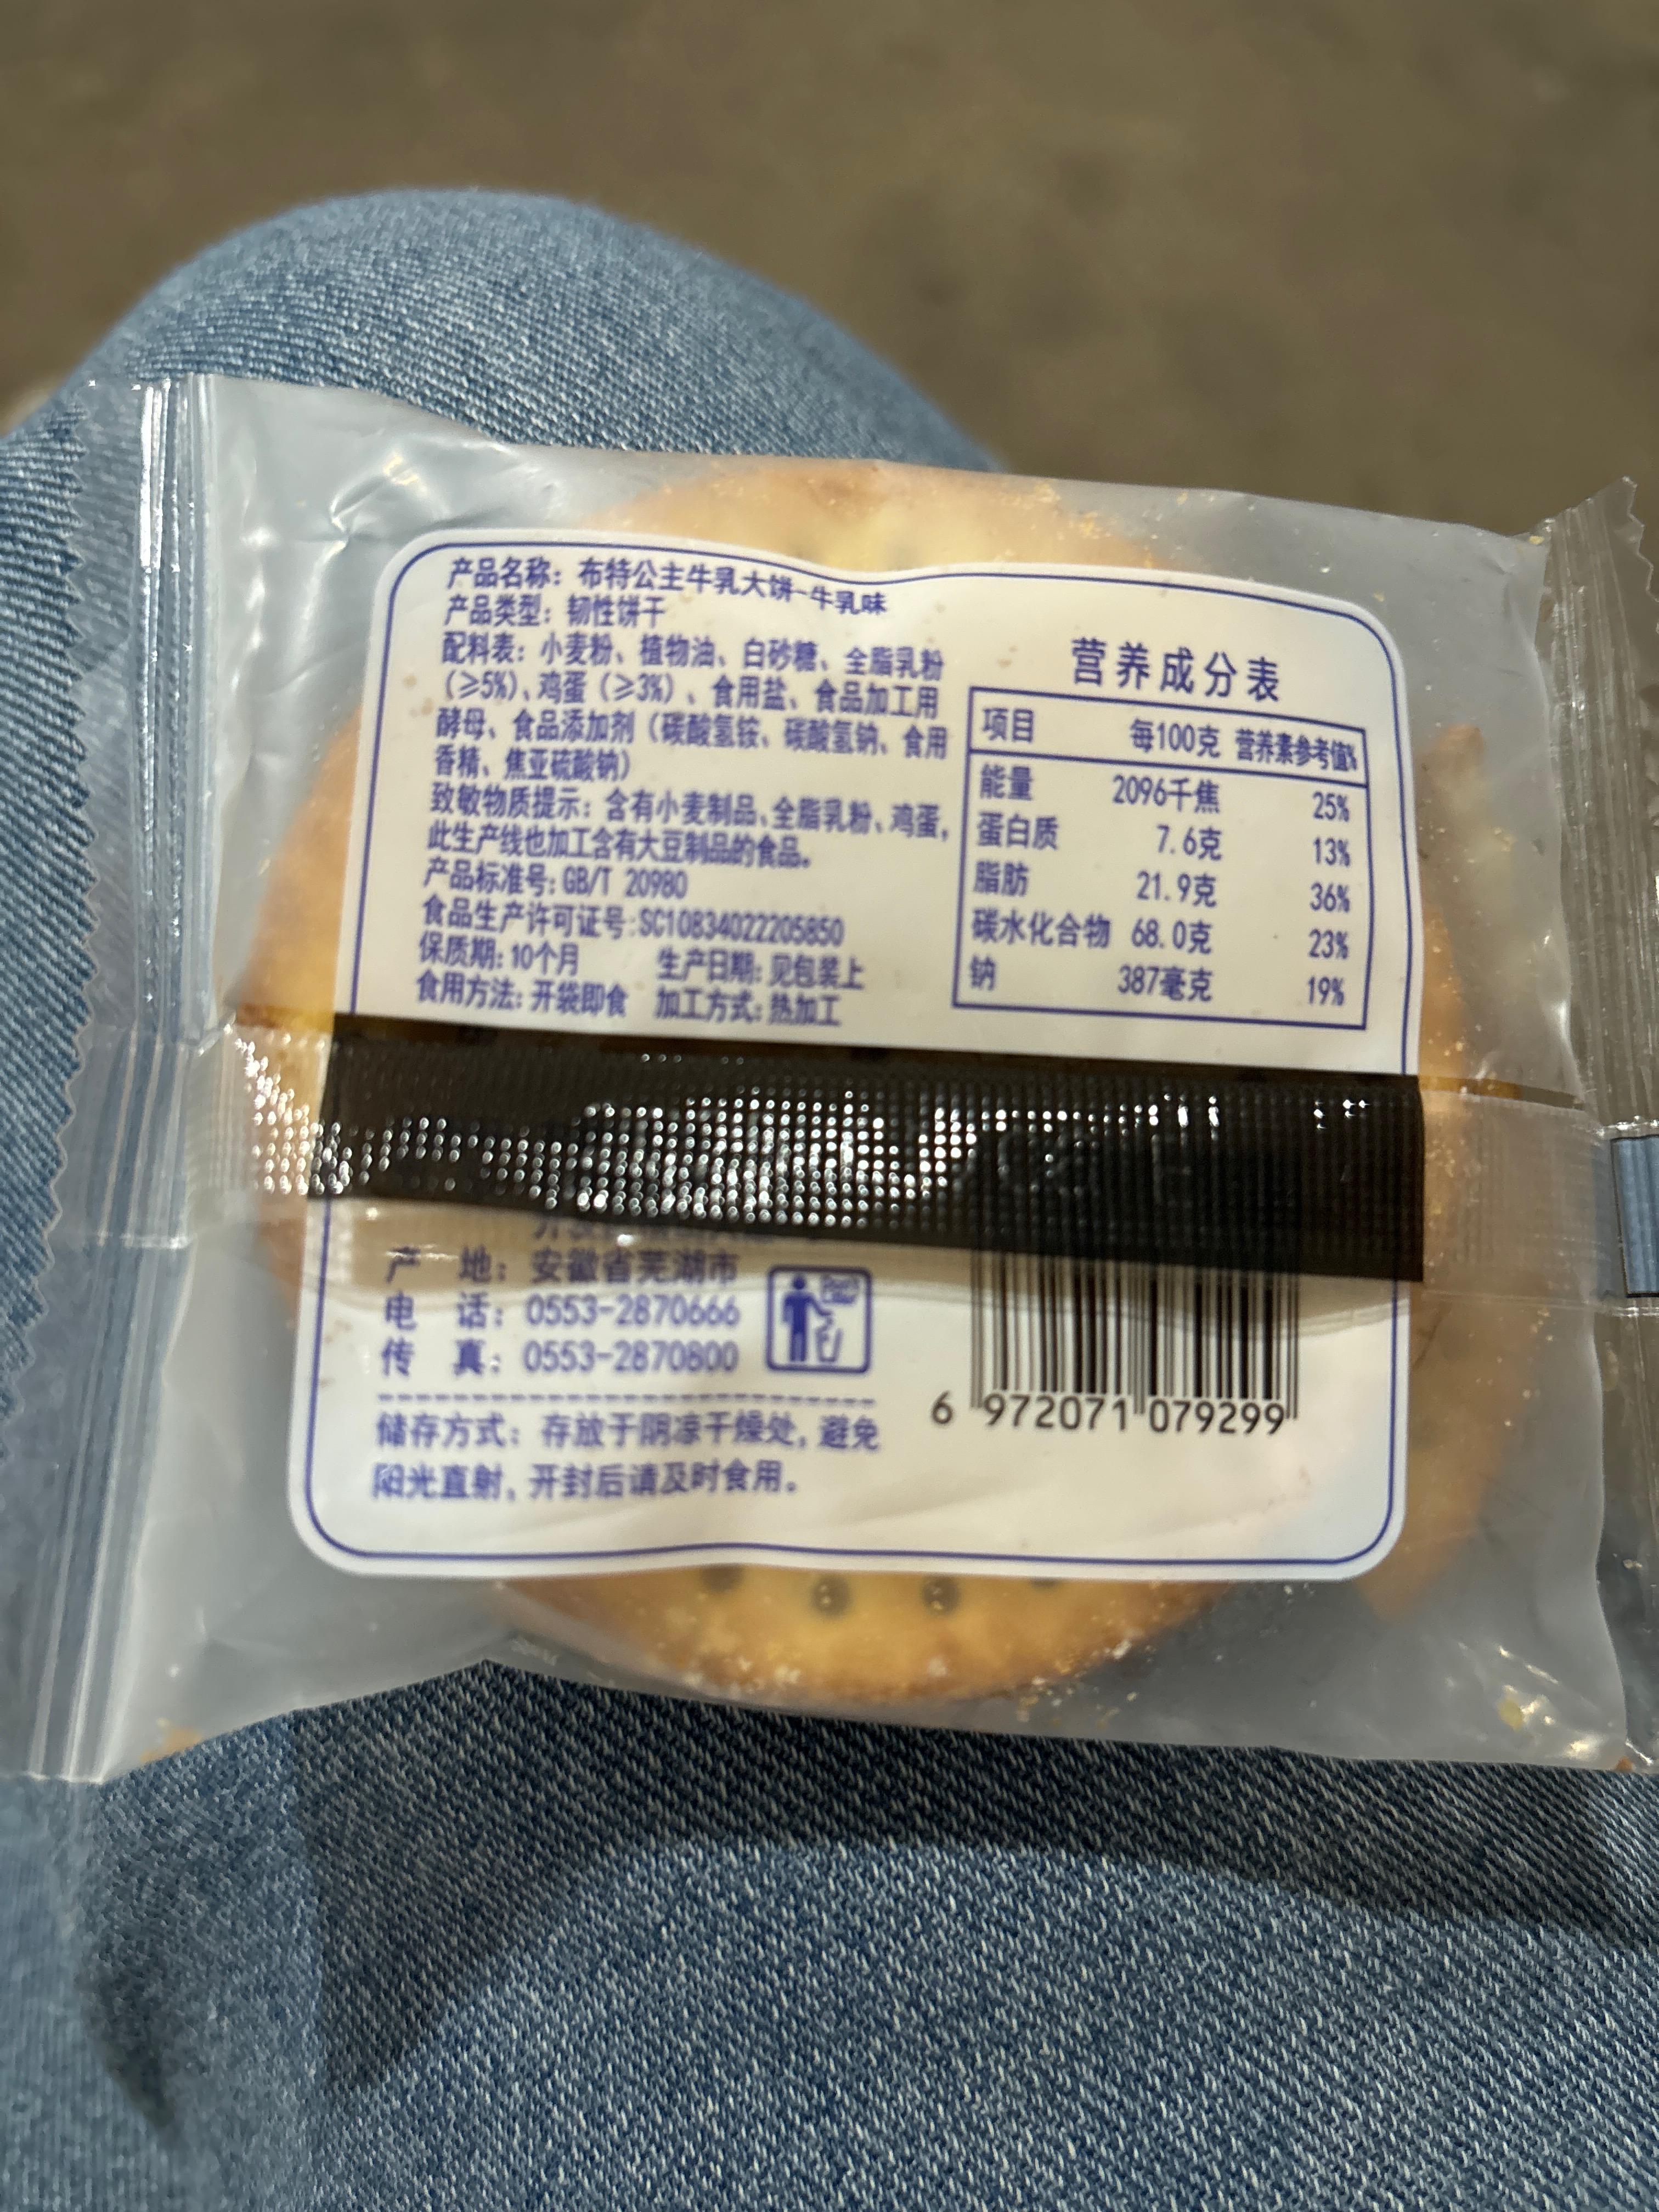 产品名称：布特公主牛乳大饼-牛乳味
产品类型：韧性饼干
配料表：小麦粉、植物油、白砂糖、全脂乳粉
（≥5%）、鸡蛋（≥3%）、食用盐、食品加工用
酵母、食品添加剂（碳酸氢铵、碳酸氢钠、食用
香精、焦亚硫酸钠）
致敏物质提示：含有小麦制品、全脂乳粉、鸡蛋，
此生产线也加工含有大豆制品的食品。
产品标准号：GB/T 20980
食品生产许可证号：SC10834022205850
保质期：10个月 生产日期：见包装上
食用方法：开袋即食 加工方式：热加工
营养成分表
项目 每100克 营养素参考值%
能量 2096千焦 25%
蛋白质 7.6克 13%
脂肪 21.9克 36%
碳水化合物 68.0克 23%
钠 387毫克 19%
产 地：安徽省芜湖市
电 话：0553-2870666
传 真：0553-2870800
储存方式：存放于阴凉干燥处，避免
阳光直射，开封后请及时食用。
6 972071 079299